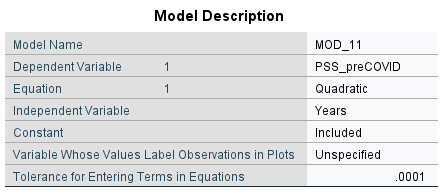 Model Description
Model Name MOD_11
Dependent Variable 1 PSS_preCOVID
Equation 1 Quadratic
Independent Variable Years
Constant Included
Variable Whose Values Label Observations in Plots Unspecified
Tolerance for Entering Terms in Equations .0001